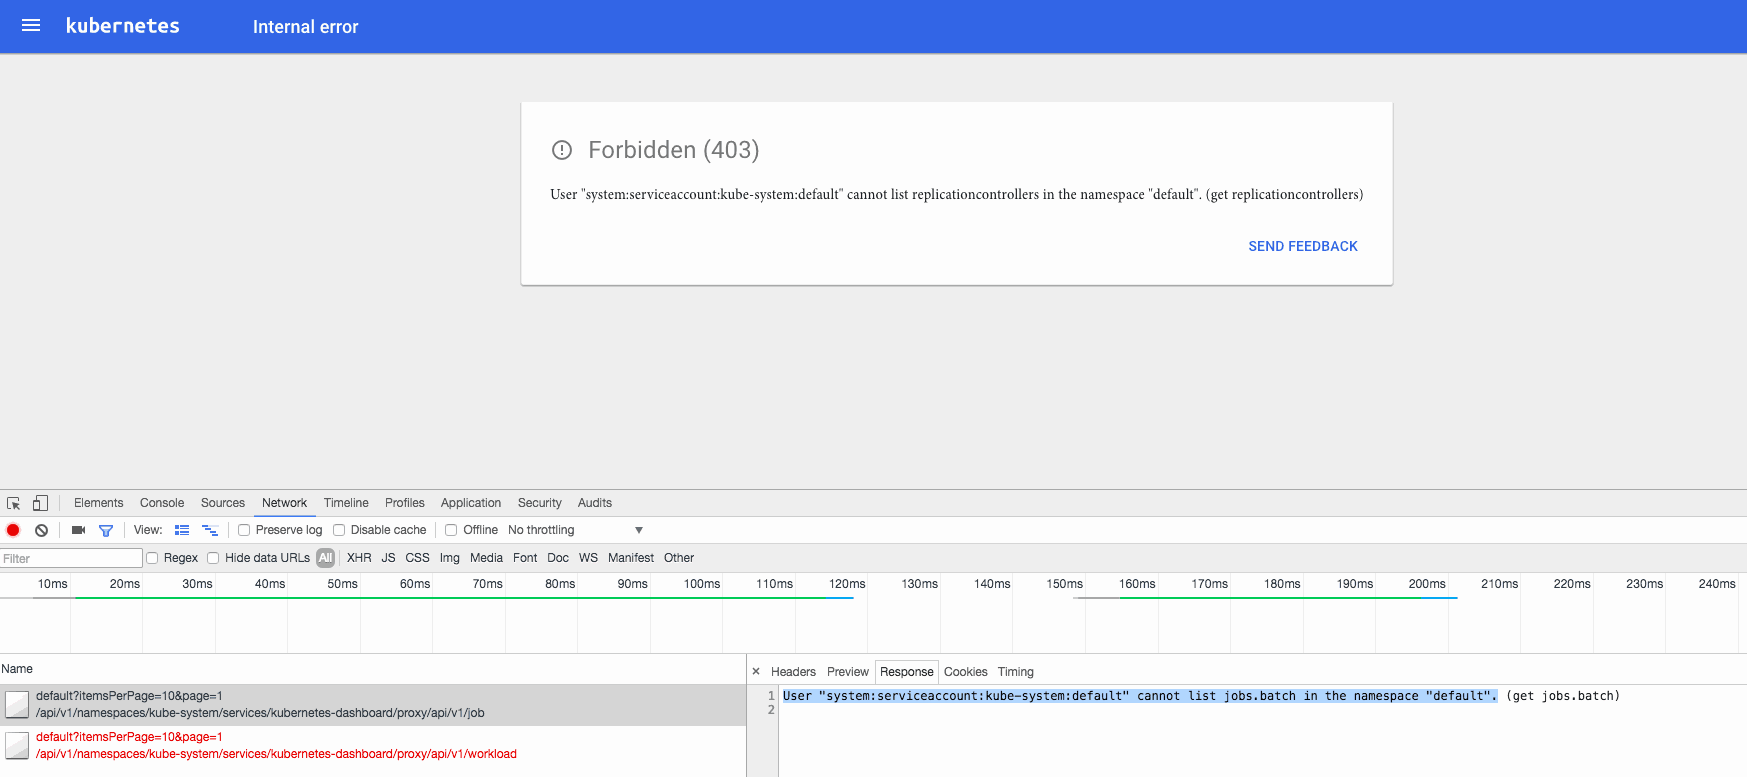 kubernetes Internal error
Forbidden (403)
User "system:serviceaccount:kube-system:default" cannot list replicationcontrollers in the namespace "default". (get replicationcontrollers)
SEND FEEDBACK
Elements Console Sources Network Timeline Profiles Application Security Audits
View: Preserve log Disable cache Offline No throttling
Filter Regex Hide data URLs All XHR JS CSS Img Media Font Doc WS Manifest Other
10ms 20ms 30ms 40ms 50ms 60ms 70ms 80ms 90ms 100ms 110ms 120ms 130ms 140ms 150ms 160ms 170ms 180ms 190ms 200ms 210ms 220ms 230ms 240ms
Name
default?itemsPerPage=10&page=1
/api/v1/namespaces/kube-system/services/kubernetes-dashboard/proxy/api/v1/job
default?itemsPerPage=10&page=1
/api/v1/namespaces/kube-system/services/kubernetes-dashboard/proxy/api/v1/workload
× Headers Preview Response Cookies Timing
1 User "system:serviceaccount:kube-system:default" cannot list jobs.batch in the namespace "default". (get jobs.batch)
2